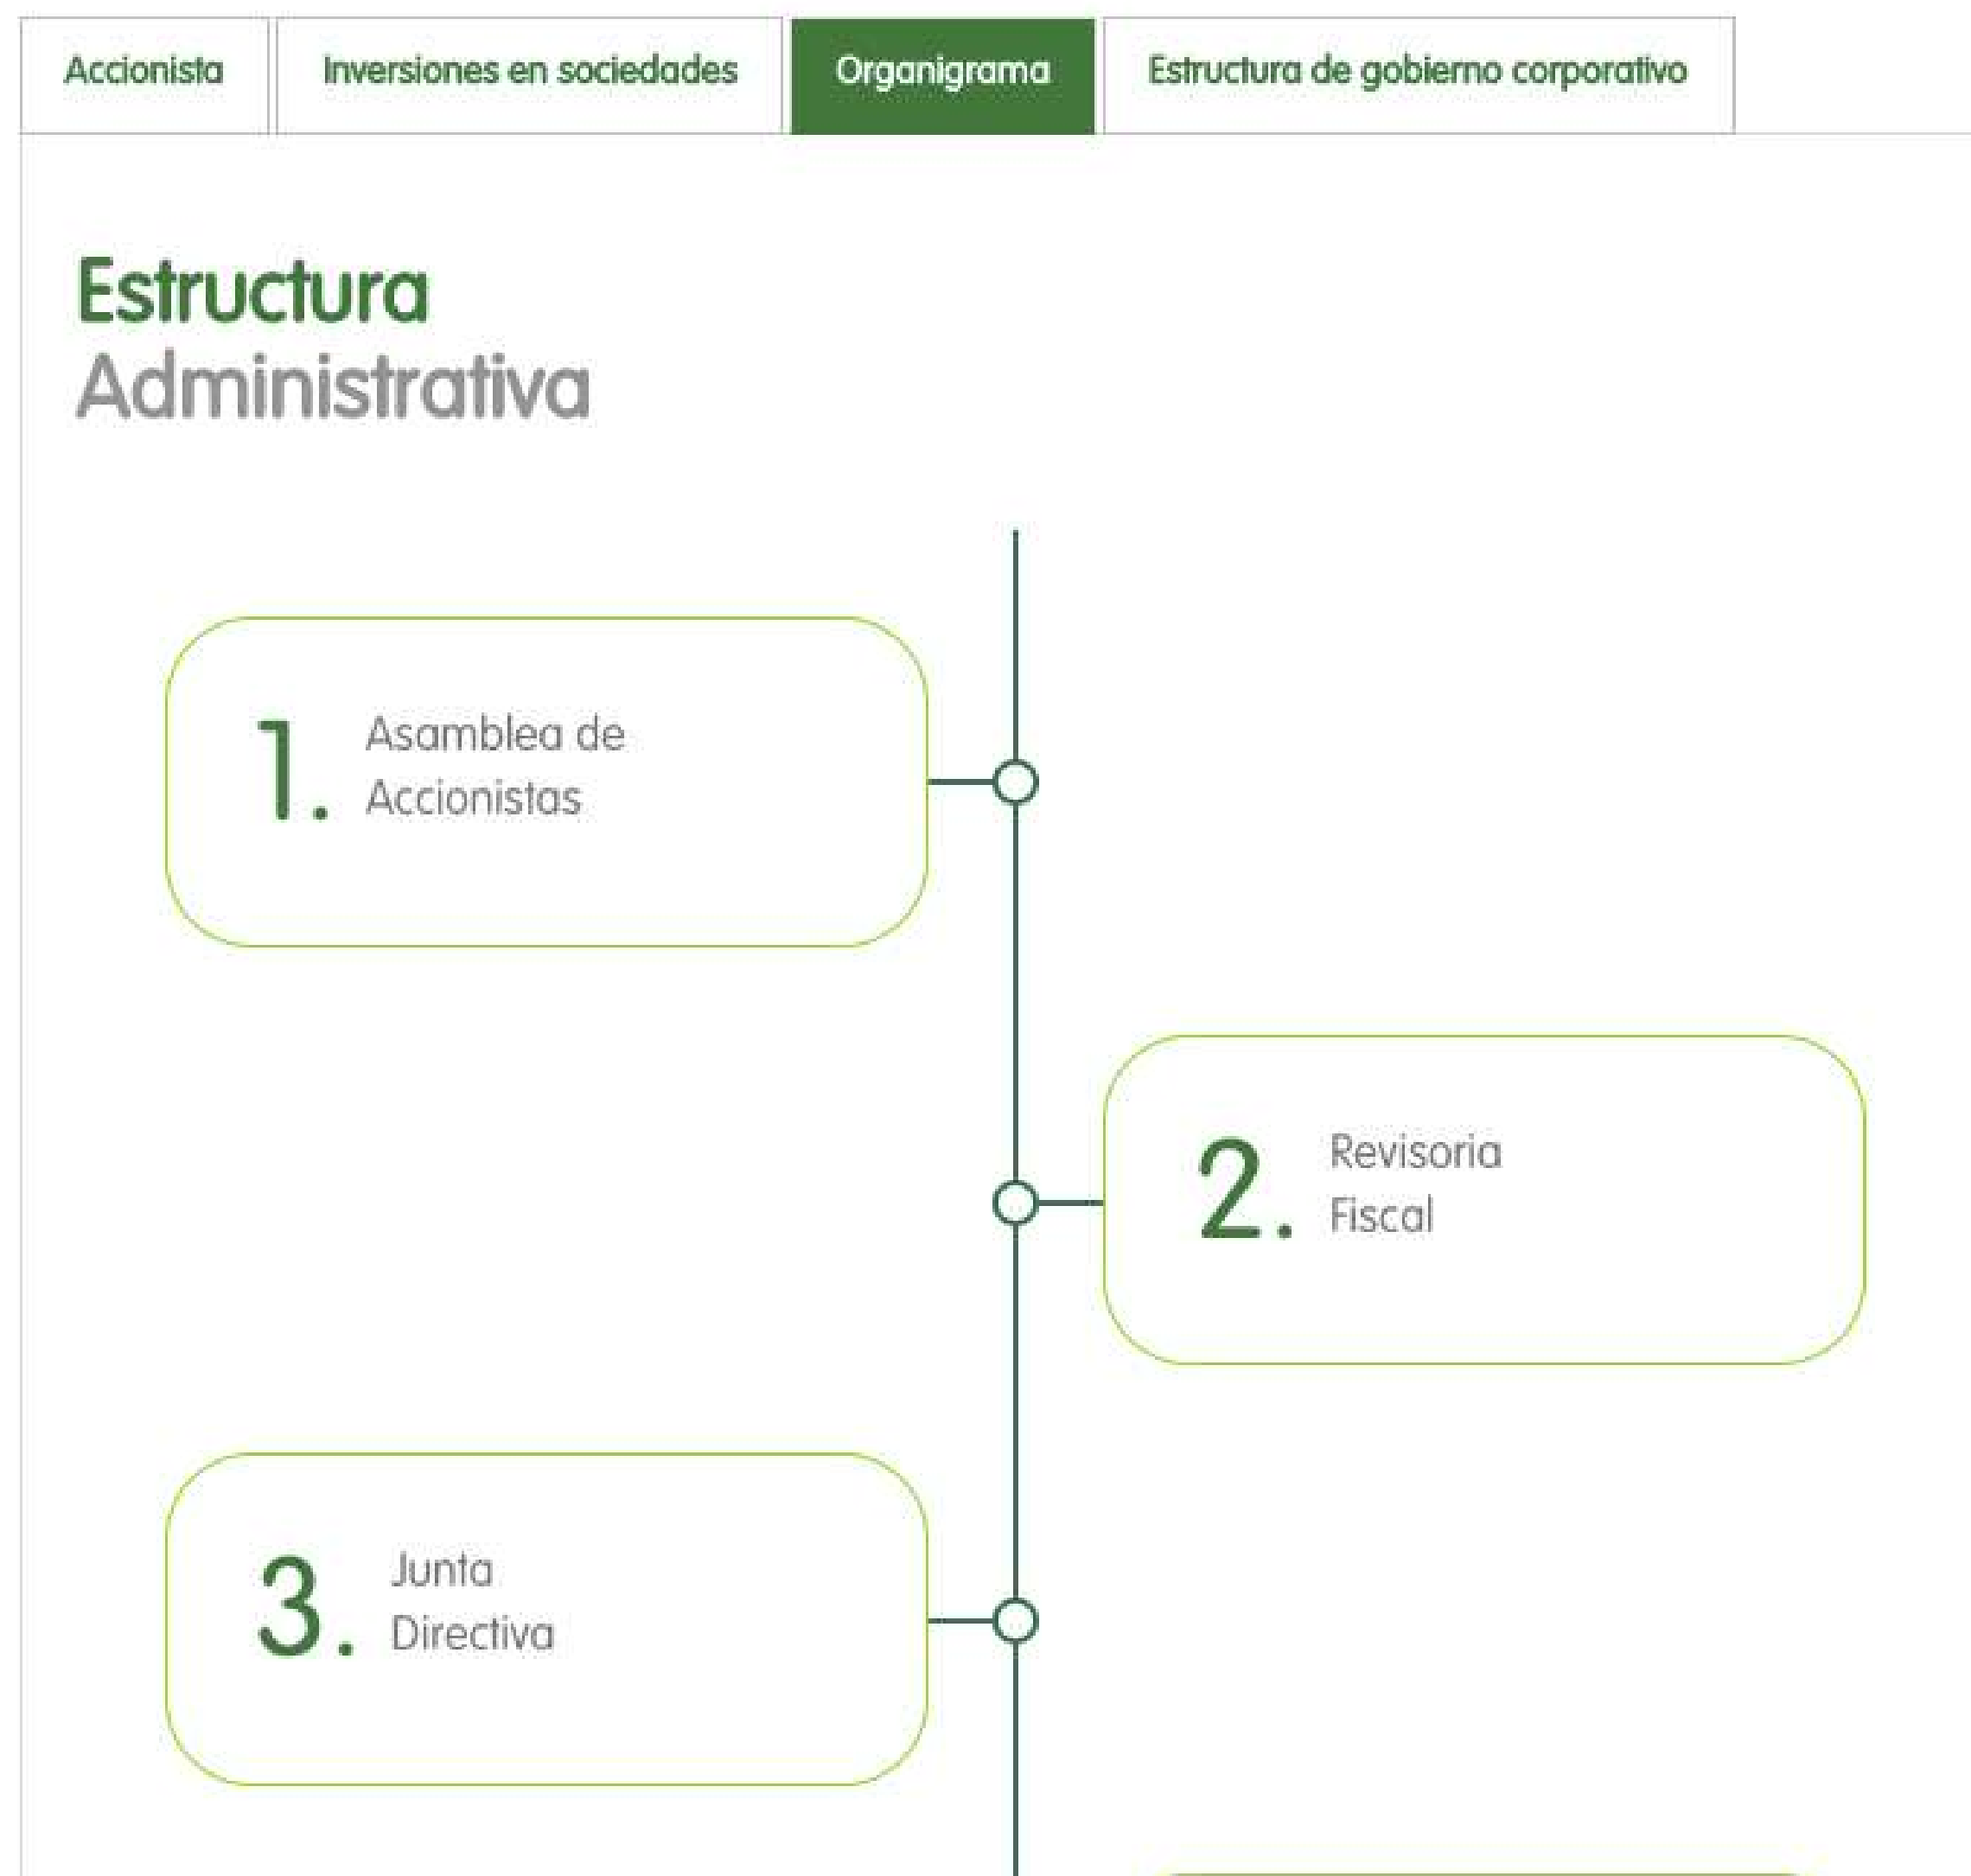 Accionista
Inversiones en sociedades
Organigrama
Estructura de gobierno corporativo
Estructura
Administrativa
1. Asamblea de
Accionistas
2. Revisoria
Fiscal
3. Junta
Directiva